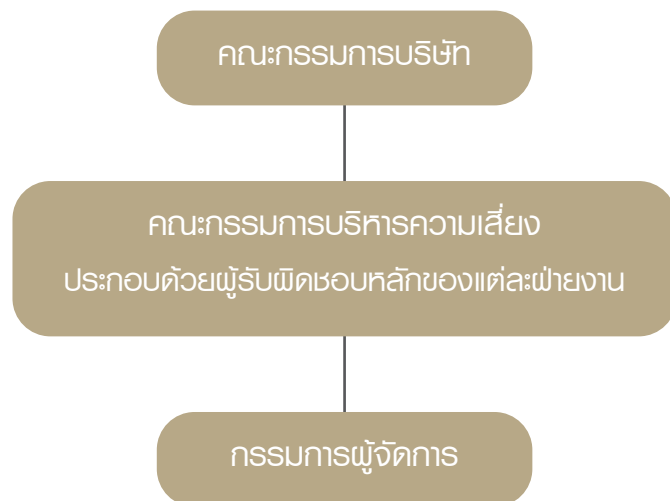 คณะกรรมการบริษัท
คณะกรรมการบริหารความเสี่ยง
ประกอบด้วยผู้รับผิดชอบหลักของแต่ละฝ่ายงาน
กรรมการผู้จัดการ